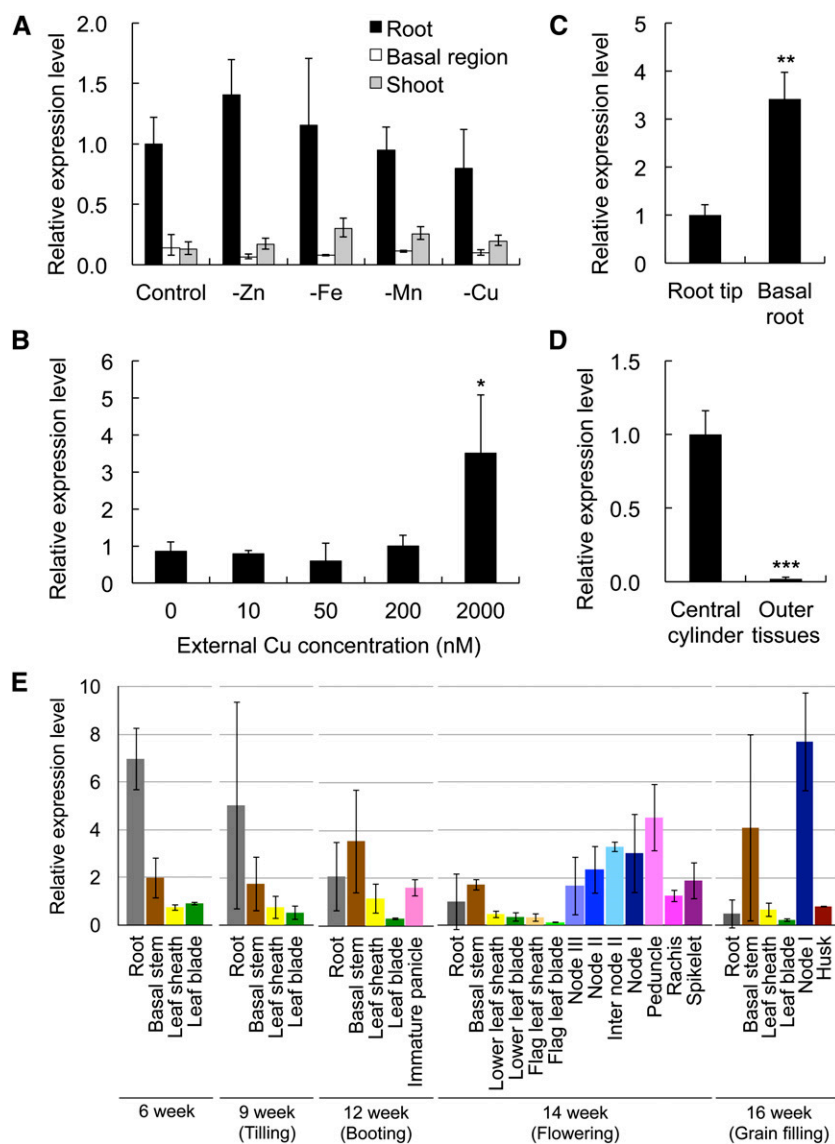 A
Relative expression level
2.0
1.5
1.0
0.5
0.0
Root
Basal region
Shoot
Control
-Zn
-Fe
-Mn
-Cu
C
Relative expression level
5
4
3
2
1
0
**
Root tip
Basal
root
B
Relative expression level
6
5
4
3
2
1
0
*
0
10
50
200
2000
External Cu concentration (nM)
D
Relative expression level
1.5
1.0
0.5
0.0
***
Central
cylinder
Outer
tissues
E
Relative expression level
10
8
6
4
2
0
Root
Basal stem
Leaf sheath
Leaf blade
6 week
Root
Basal stem
Leaf sheath
Leaf blade
9 week
(Tilling)
Root
Basal stem
Leaf sheath
Leaf blade
Immature panicle
12 week
(Booting)
Root
Basal stem
Lower leaf sheath
Lower leaf blade
Flag leaf sheath
Flag leaf blade
Node III
Node II
Inter node II
Node I
Peduncle
Rachis
Spikelet
14 week
(Flowering)
Root
Basal stem
Leaf sheath
Leaf blade
Node I
Husk
16 week
(Grain filling)